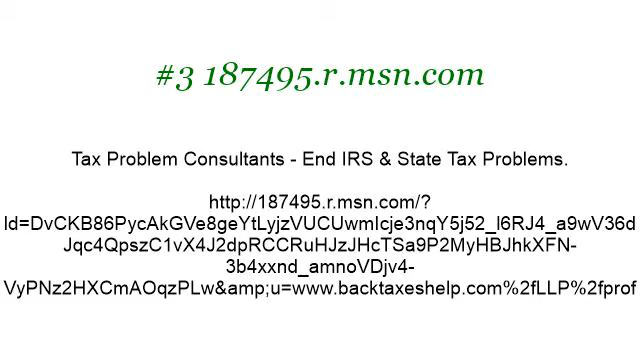 #3 187495.r.msn.com
Tax Problem Consultants - End IRS & State Tax Problems.
http://187495.r.msn.com/?
ld=DvCKB86PycAkGVe8geYtLyjzVUCUwmIcje3nqY5j52_l6RJ4_a9wV36d
Jqc4QpszC1vX4J2dpRCCRuHJzJHcTSa9P2MyHBJhkXFN-
3b4xxnd_amnoVDjv4-
VyPNz2HXCmAOqzPLw&amp;u=www.backtaxeshelp.com%2fLLP%2fprof